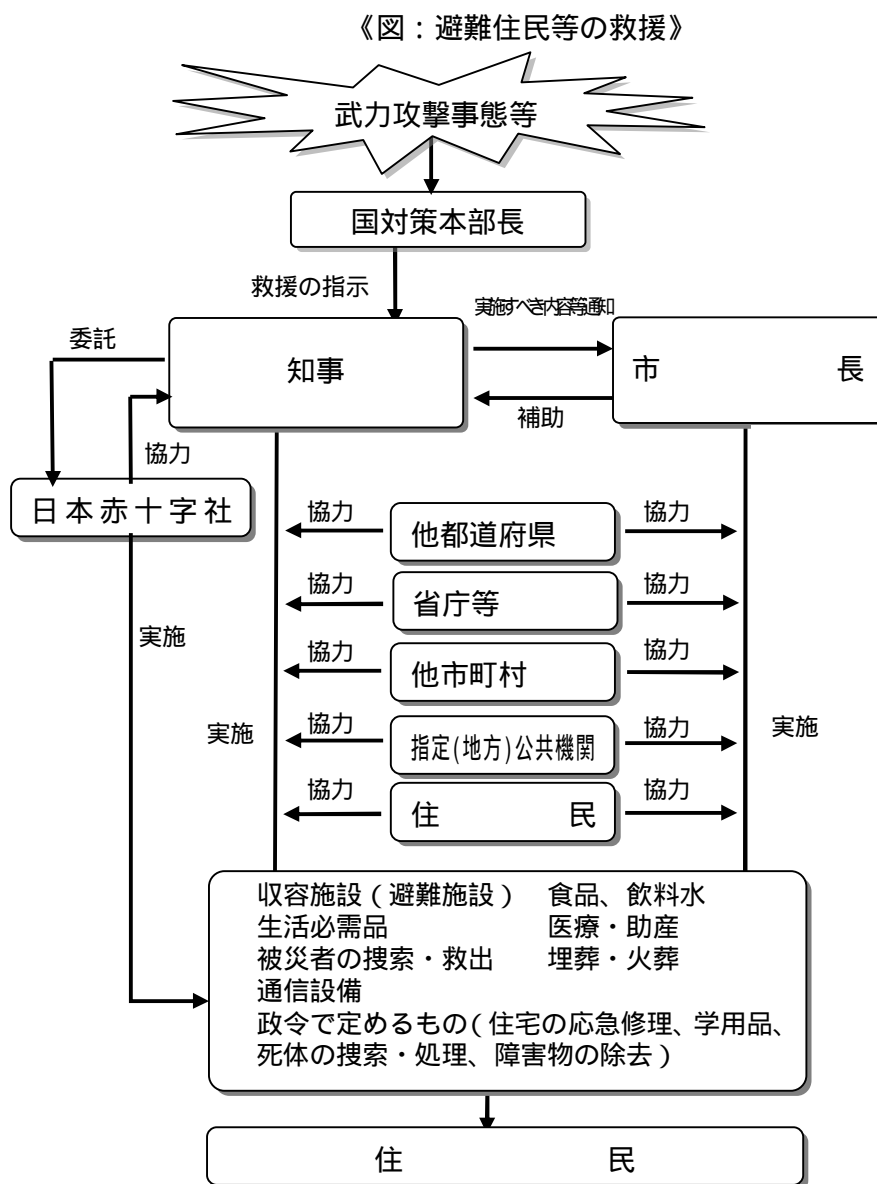 《図：避難住民等の救援》
武力攻撃事態等
国対策本部長
救援の指示
実施すべき内容等通知
委託
知事
市　　　　長
補助
協力
日本赤十字社
協力　他都道府県　協力
協力　省庁等　協力
実施
協力　他市町村　協力
実施　協力　指定(地方)公共機関　協力　実施
協力　住　　　　民　協力
収容施設（避難施設）　食品、飲料水
生活必需品　医療・助産
被災者の捜索・救出　埋葬・火葬
通信設備
政令で定めるもの（住宅の応急修理、学用品、
死体の捜索・処理、障害物の除去）
住　　　　民